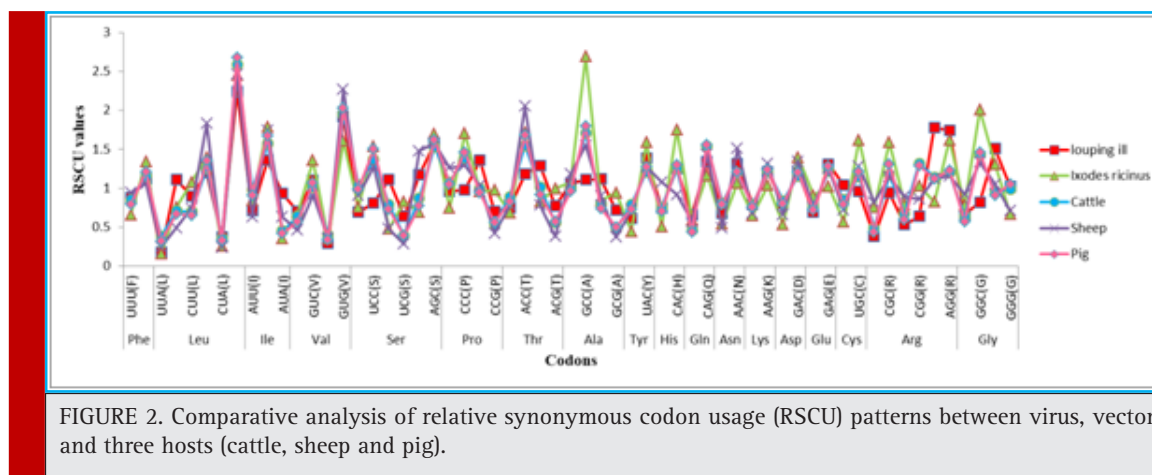 3
2.5
2
1.5
1
0.5
0
RSCU values
UUU(F) UUA(L) CUU(L) CUA(L) AUU(I) AUA(I) GUC(V) GUG(V) UCC(S) UCG(S) AGC(S) CCC(P) CCG(P) ACC(T) ACG(T) GCC(A) GCG(A) UAC(Y) CAC(H) CAG(Q) AAC(N) AAG(K) GAC(D) GAG(E) UGC(C) CGC(R) CGG(R) AGG(R) GGC(G) GGG(G)
Phe Leu Ile Val Ser Pro Thr Ala Tyr His Gln Asn Lys Asp Glu Cys Arg Gly
Codons
louping ill
Ixodes ricinus
Cattle
Sheep
Pig
FIGURE 2. Comparative analysis of relative synonymous codon usage (RSCU) patterns between virus, vector
and three hosts (cattle, sheep and pig).